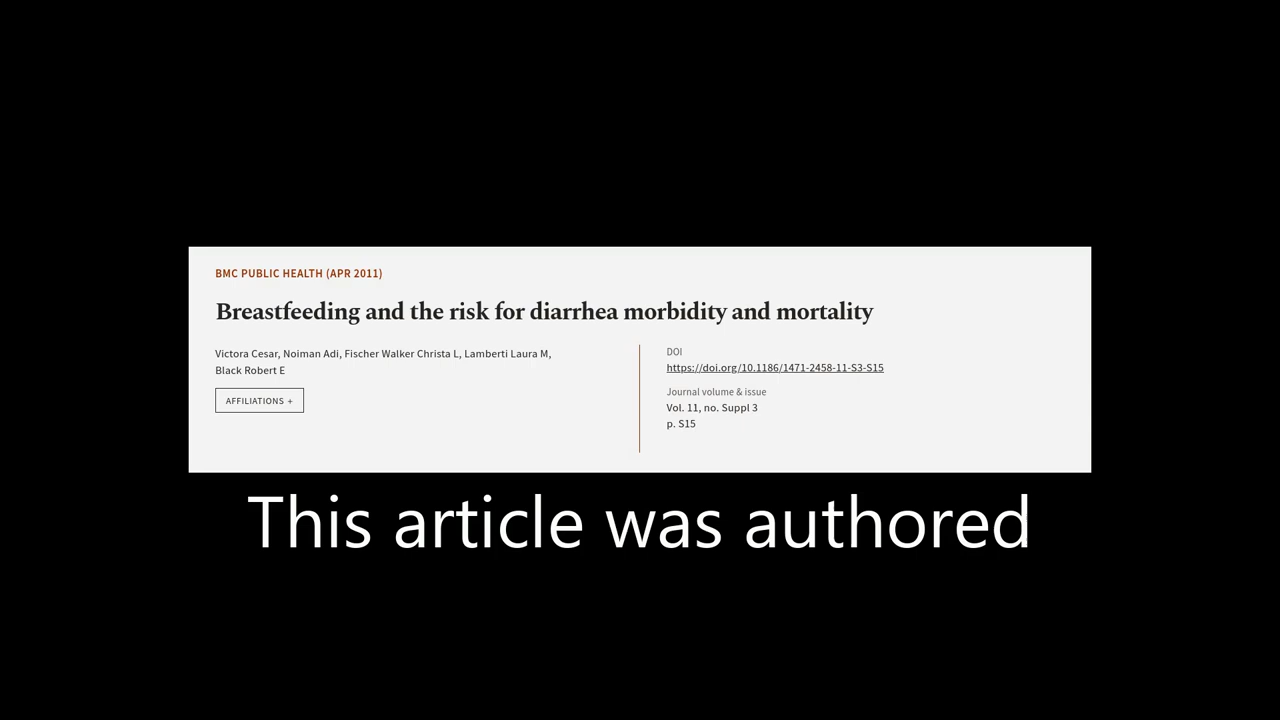 BMC PUBLIC HEALTH (APR 2011)
Breastfeeding and the risk for diarrhea morbidity and mortality
Victora Cesar, Noiman Adi, Fischer Walker Christa L, Lamberti Laura M,
Black Robert E
AFFILIATIONS +
DOI
https://doi.org/10.1186/1471-2458-11-S3-S15
Journal volume & issue
Vol. 11, no. Suppl 3
p. S15
This article was authored